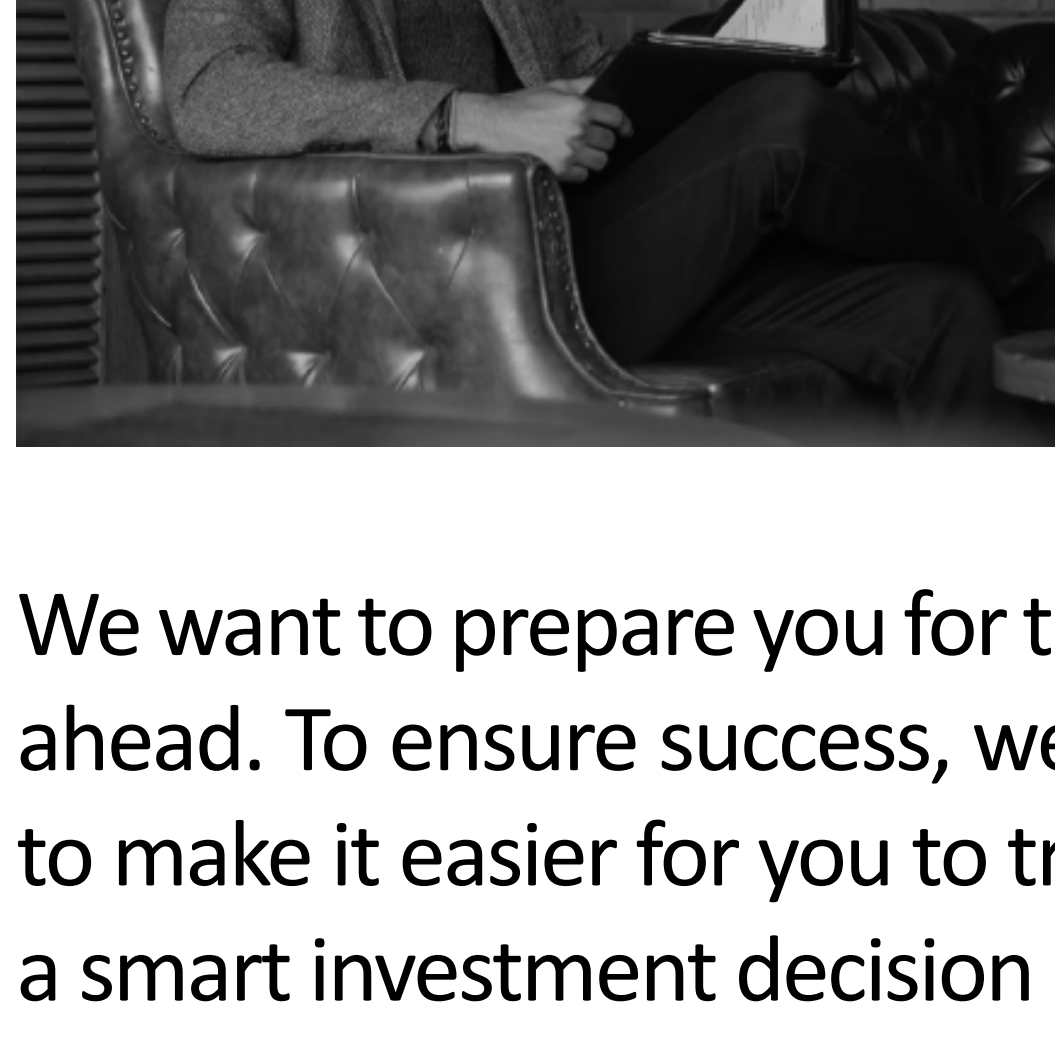 We want to prepare you for t
ahead. To ensure success, we
to make it easier for you to tr
a smart investment decision